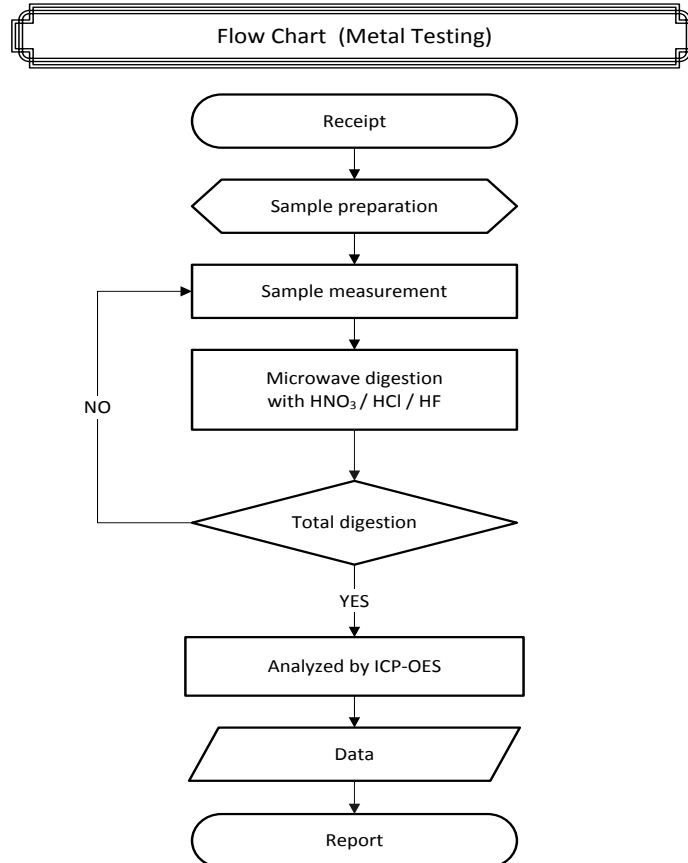 Flow Chart  (Metal Testing)
Receipt
Sample preparation
Sample measurement
Microwave digestion
with HNO₃ / HCl / HF
NO
Total digestion
YES
Analyzed by ICP-OES
Data
Report